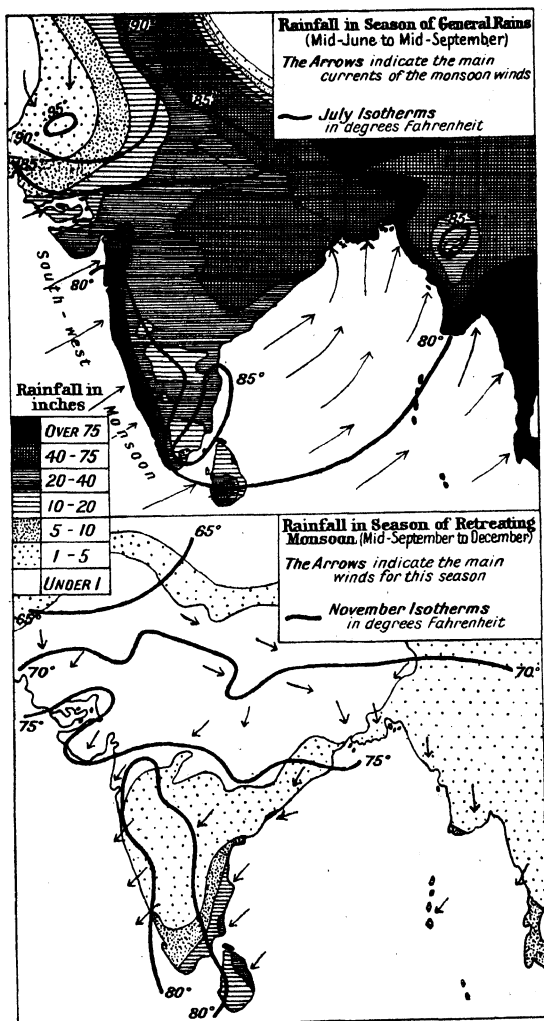 Rainfall in Season of General Rains
(Mid-June to Mid-September)
The Arrows indicate the main
currents of the monsoon winds
July Isotherms
in degrees Fahrenheit
90°
85°
95°
90°
85°
85°
80°
South-west
Monsoon
85°
80°
Rainfall in
inches
OVER 75
40-75
20-40
10-20
5-10
1-5
UNDER 1
Rainfall in Season of Retreating
Monsoon (Mid-September to December)
The Arrows indicate the main
winds for this season
November Isotherms
in degrees Fahrenheit
65°
65°
70°
70°
75°
75°
80°
80°